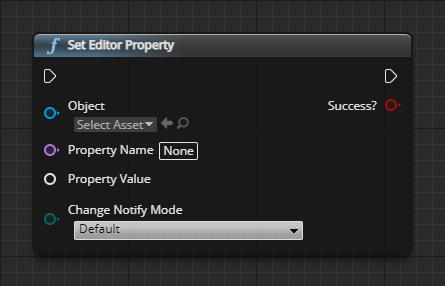 f Set Editor Property
Object
Success?
Select Asset
Property Name None
Property Value
Change Notify Mode
Default